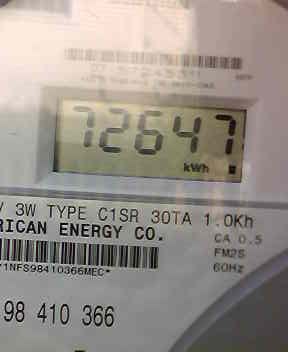 72647
kWh
V 3W TYPE C1SR 30TA 1.0Kh
RICAN ENERGY CO.
CA 0.5
FM2S
60Hz
Y1NFS98410366MEC*
98 410 366